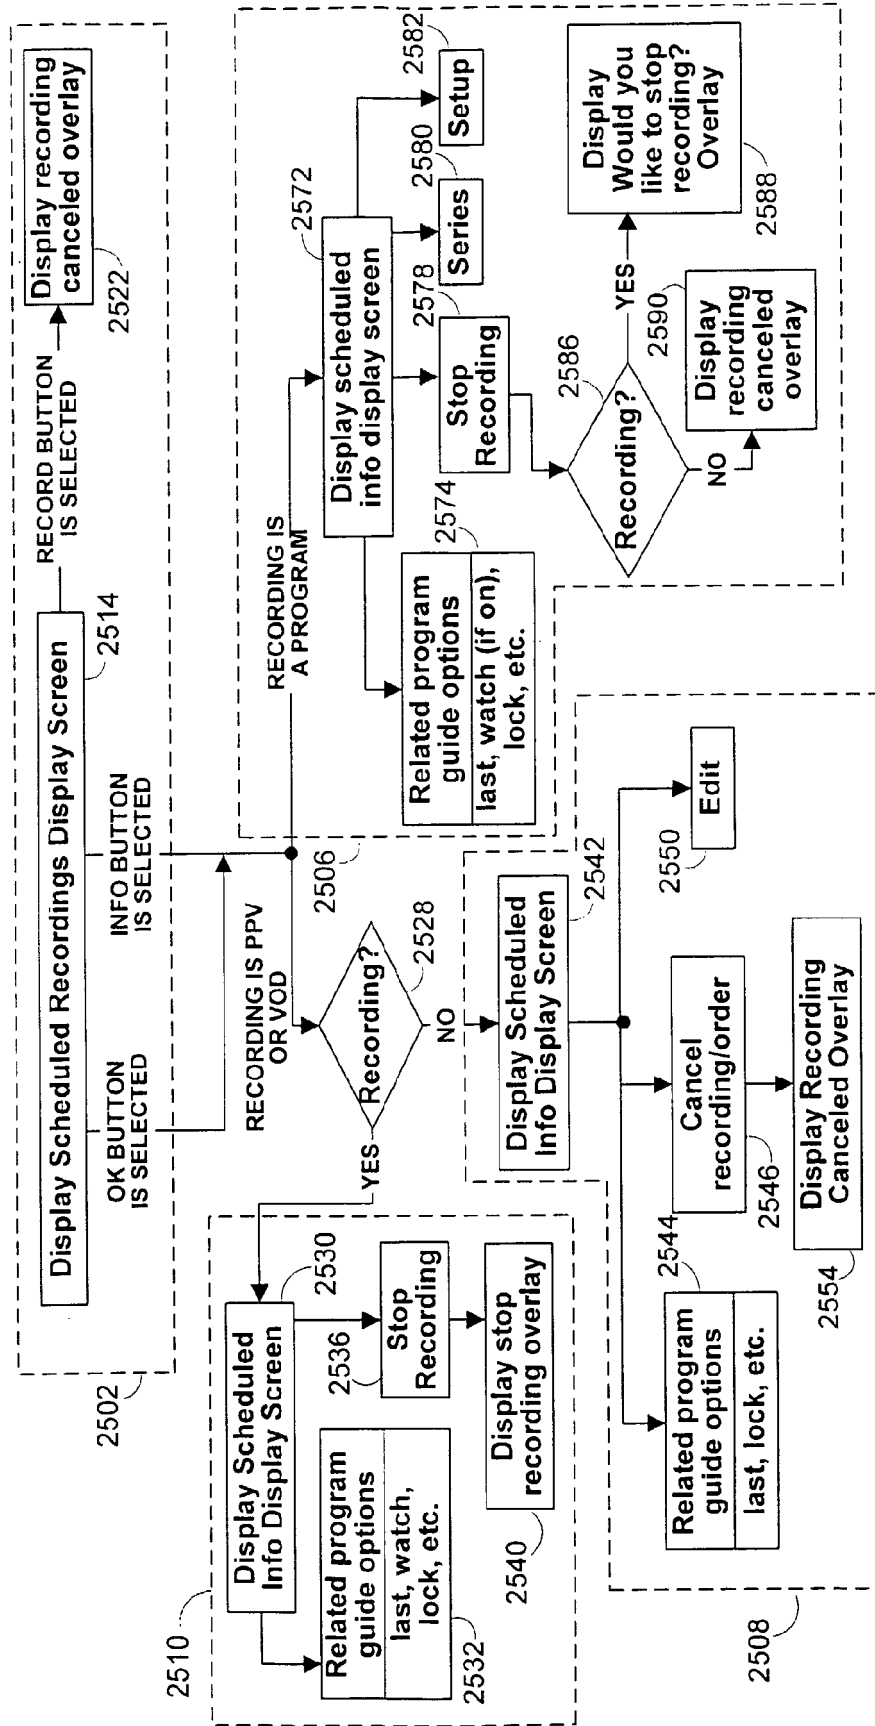 2502
Display Scheduled Recordings Display Screen
2514
RECORD BUTTON
IS SELECTED
Display recording
canceled overlay
2522
OK BUTTON
IS SELECTED
INFO BUTTON
IS SELECTED
RECORDING IS PPV
OR VOD
RECORDING IS
A PROGRAM
2510
Display Scheduled
Info Display Screen
2530
Related program
guide options
last, watch,
lock, etc.
2532
2536
Stop
Recording
Display stop
recording overlay
2540
YES
Recording?
2528
NO
2508
Display Scheduled
Info Display Screen
2542
Related program
guide options
last, lock, etc.
2544
Cancel
recording/order
2546
Display Recording
Canceled Overlay
2554
Edit
2550
2506
Display scheduled
info display screen
2572
Related program
guide options
last, watch (if on),
lock, etc.
2574
Stop
Recording
2578
Series
2580
Setup
2582
Recording?
2586
YES
NO
Display
Would you
like to stop
recording?
Overlay
2588
Display
recording
canceled
overlay
2590